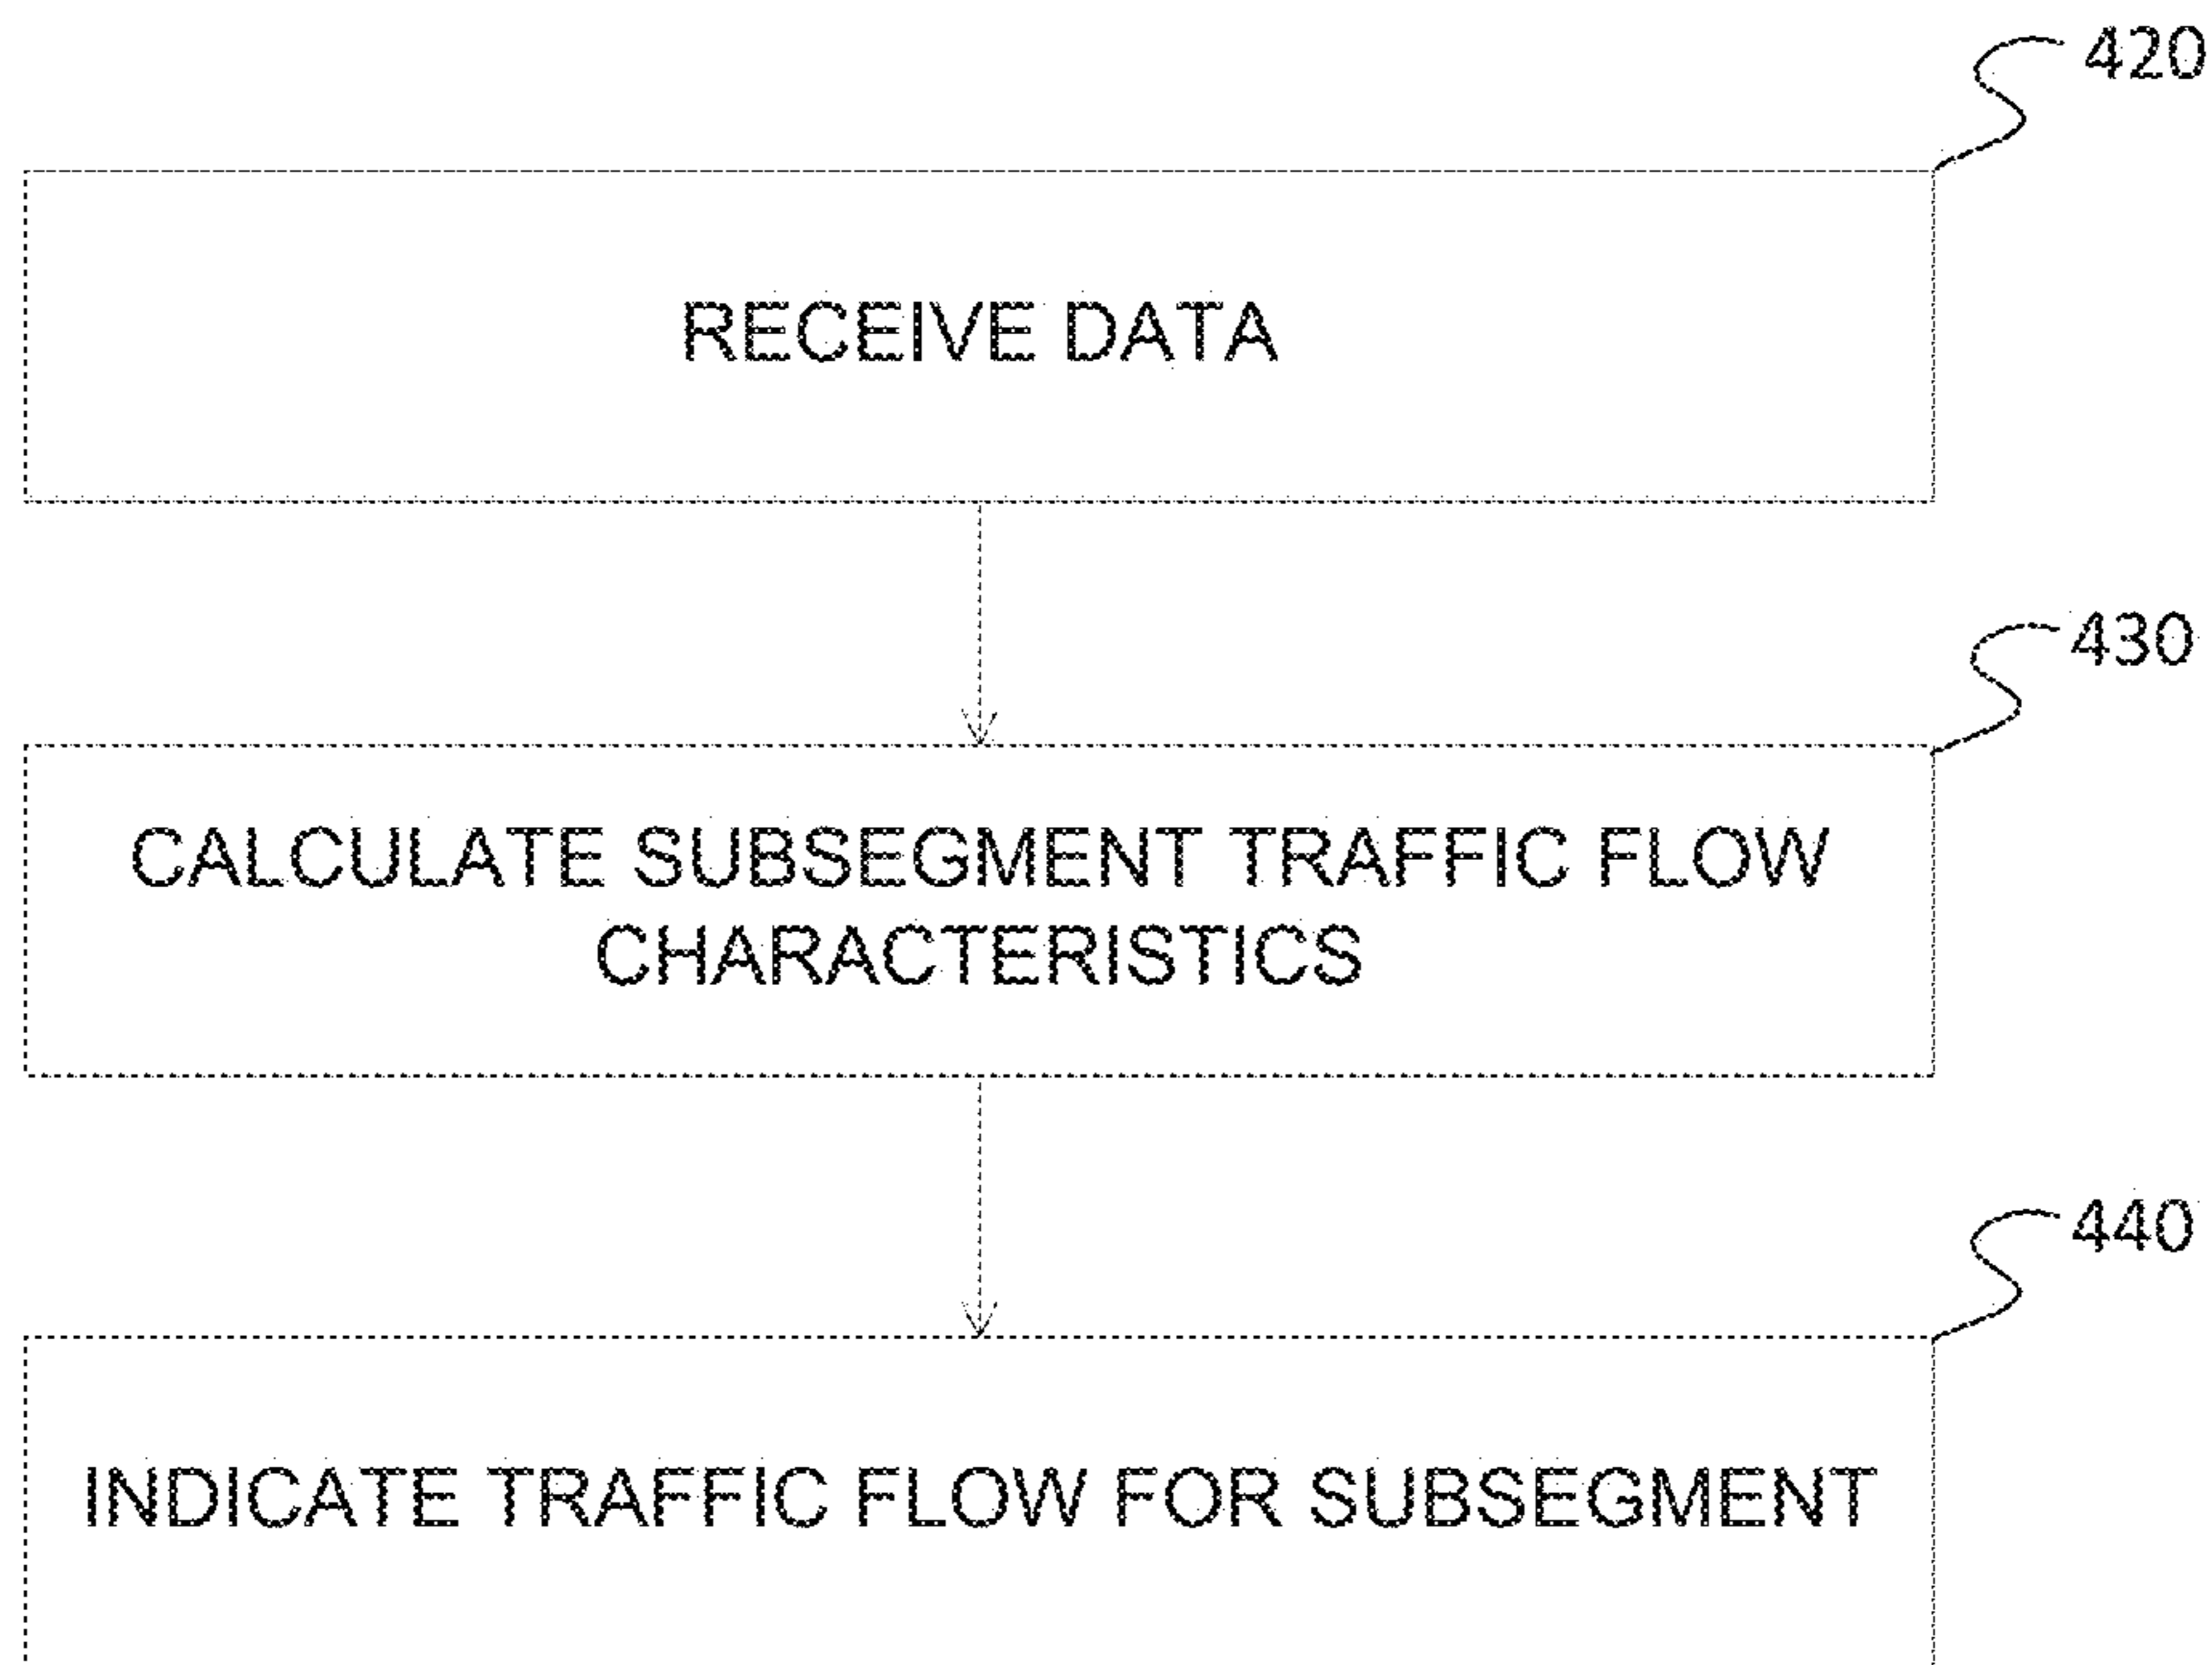 420
RECEIVE DATA
430
CALCULATE SUBSEGMENT TRAFFIC FLOW
CHARACTERISTICS
440
INDICATE TRAFFIC FLOW FOR SUBSEGMENT